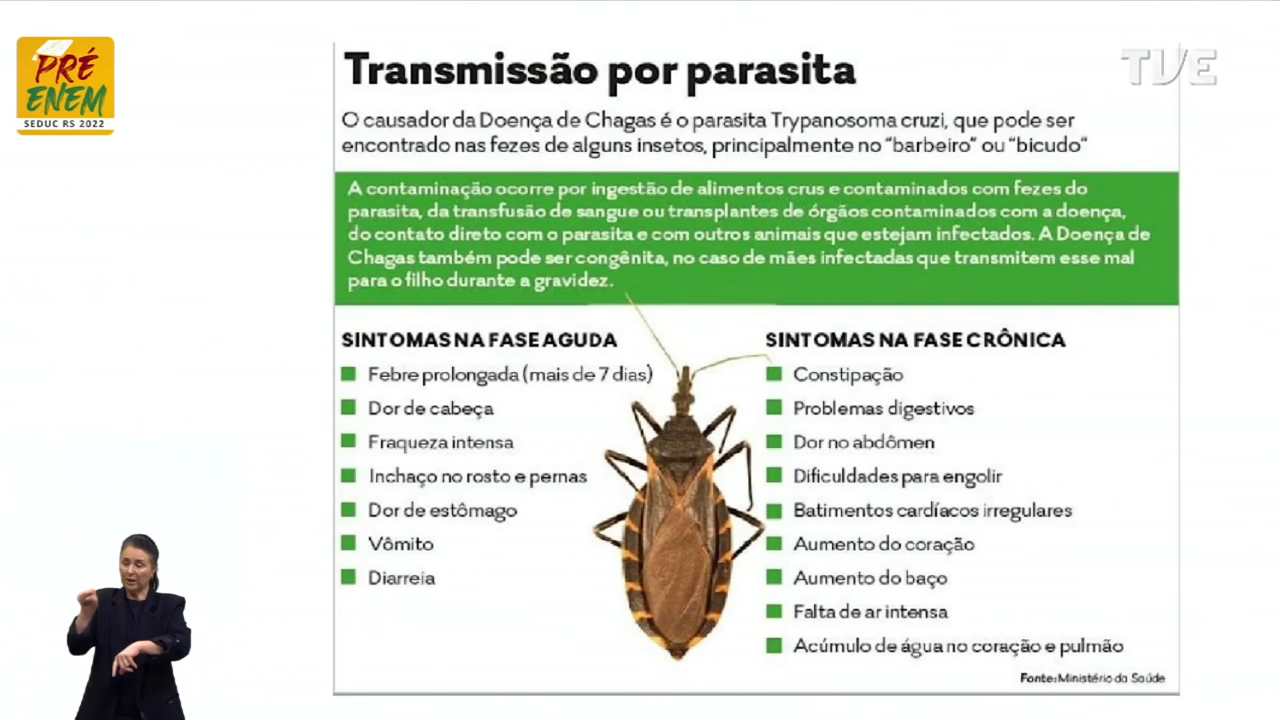 PRÉ
ENEM
SEDUC RS 2022
TVE
Transmissão por parasita
O causador da Doença de Chagas é o parasita Trypanosoma cruzi, que pode ser
encontrado nas fezes de alguns insetos, principalmente no “barbeiro” ou “bicudo”
A contaminação ocorre por ingestão de alimentos crus e contaminados com fezes do
parasita, da transfusão de sangue ou transplantes de órgãos contaminados com a doença,
do contato direto com o parasita e com outros animais que estejam infectados. A Doença de
Chagas também pode ser congênita, no caso de mães infectadas que transmitem esse mal
para o filho durante a gravidez.
SINTOMAS NA FASE AGUDA
Febre prolongada (mais de 7 dias)
Dor de cabeça
Fraqueza intensa
Inchaço no rosto e pernas
Dor de estômago
Vômito
Diarreia
SINTOMAS NA FASE CRÔNICA
Constipação
Problemas digestivos
Dor no abdômen
Dificuldades para engolir
Batimentos cardíacos irregulares
Aumento do coração
Aumento do baço
Falta de ar intensa
Acúmulo de água no coração e pulmão
Fonte: Ministério da Saúde